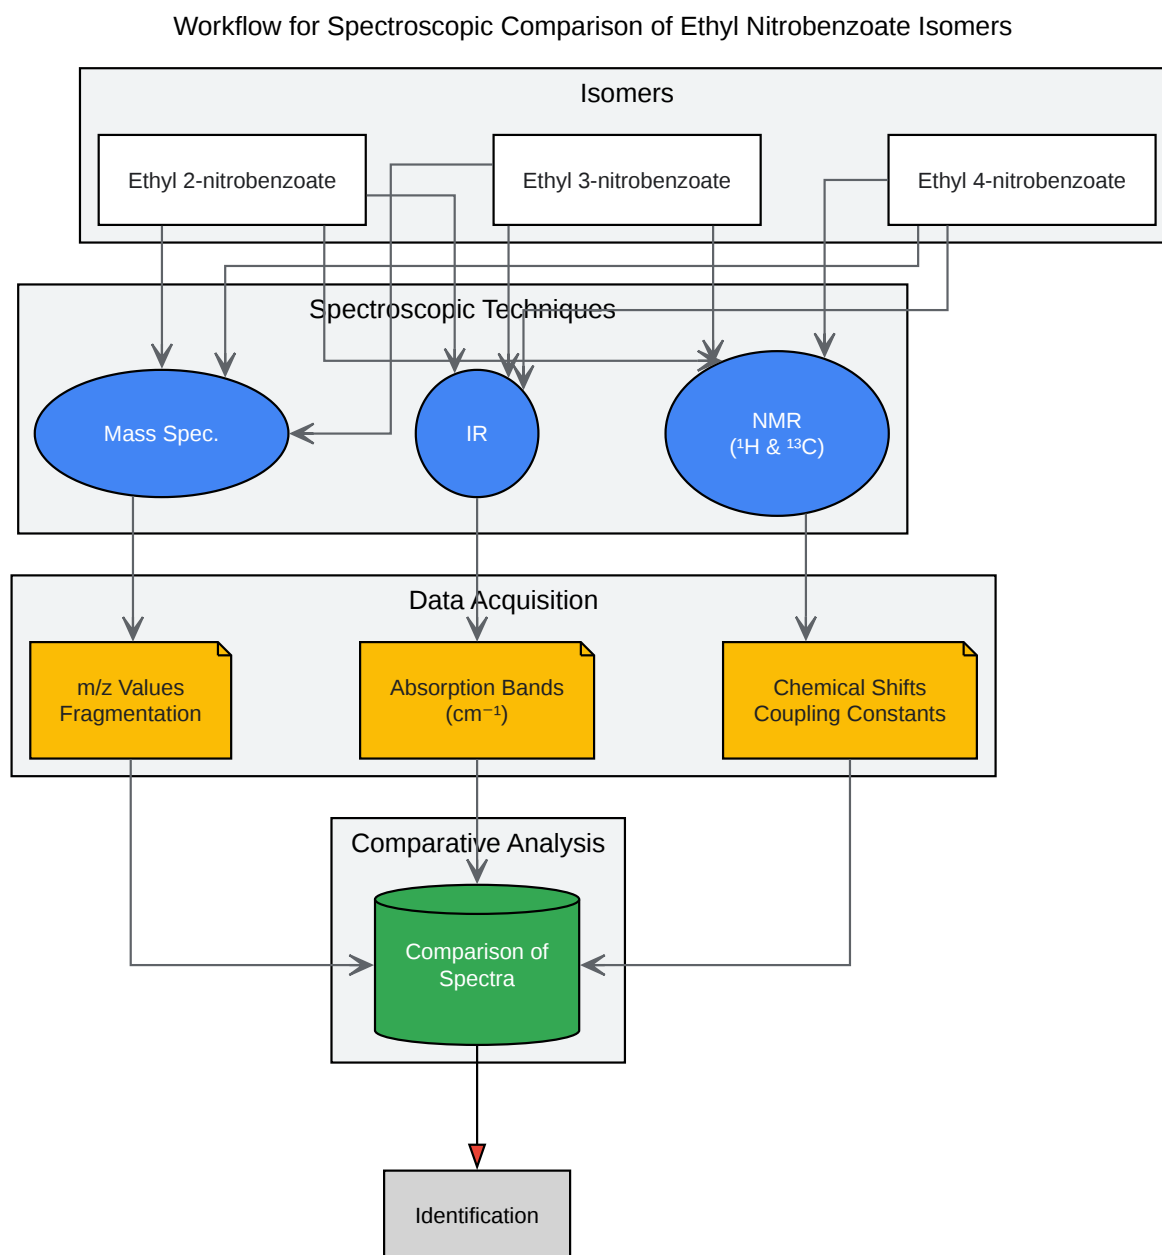 Workflow for Spectroscopic Comparison of Ethyl Nitrobenzoate Isomers
Isomers
Ethyl 2-nitrobenzoate
Ethyl 3-nitrobenzoate
Ethyl 4-nitrobenzoate
Spectroscopic Techniques
Mass Spec.
IR
NMR
(¹H & ¹³C)
Data Acquisition
m/z Values
Fragmentation
Absorption Bands
(cm⁻¹)
Chemical Shifts
Coupling Constants
Comparative Analysis
Comparison of
Spectra
Identification